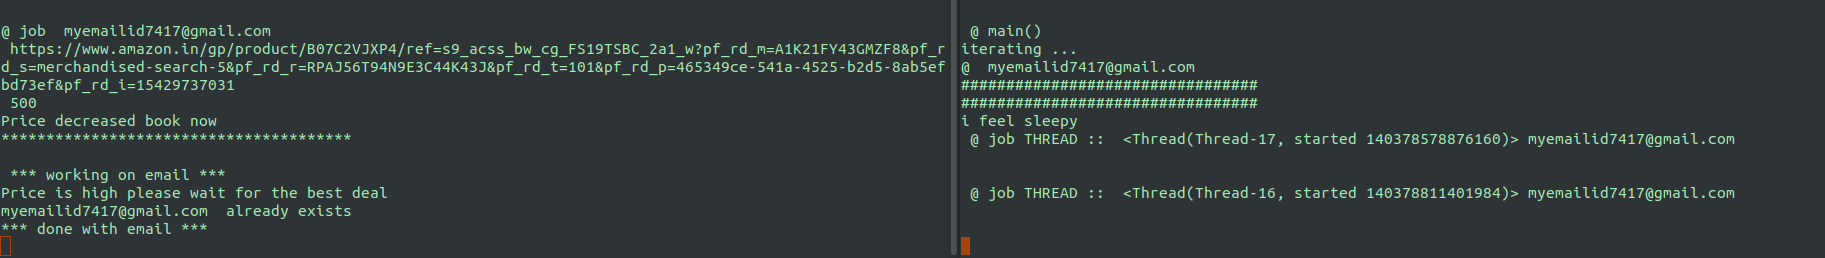 @ job  myemailid7417@gmail.com
https://www.amazon.in/gp/product/B07C2VJXP4/ref=s9_acss_bw_cg_FS19TSBC_2a1_w?pf_rd_m=A1K21FY43GMZF8&pf_r
d_s=merchandised-search-5&pf_rd_r=RPAJ56T94N9E3C44K43J&pf_rd_t=101&pf_rd_p=465349ce-541a-4525-b2d5-8ab5ef
bd73ef&pf_rd_i=15429737031
500
Price decreased book now
***************************************
*** working on email ***
Price is high please wait for the best deal
myemailid7417@gmail.com  already exists
*** done with email ***
@ main()
iterating ...
@  myemailid7417@gmail.com
#################################
#################################
i feel sleepy
@ job THREAD ::  <Thread(Thread-17, started 140378578876160)> myemailid7417@gmail.com
@ job THREAD ::  <Thread(Thread-16, started 140378811401984)> myemailid7417@gmail.com